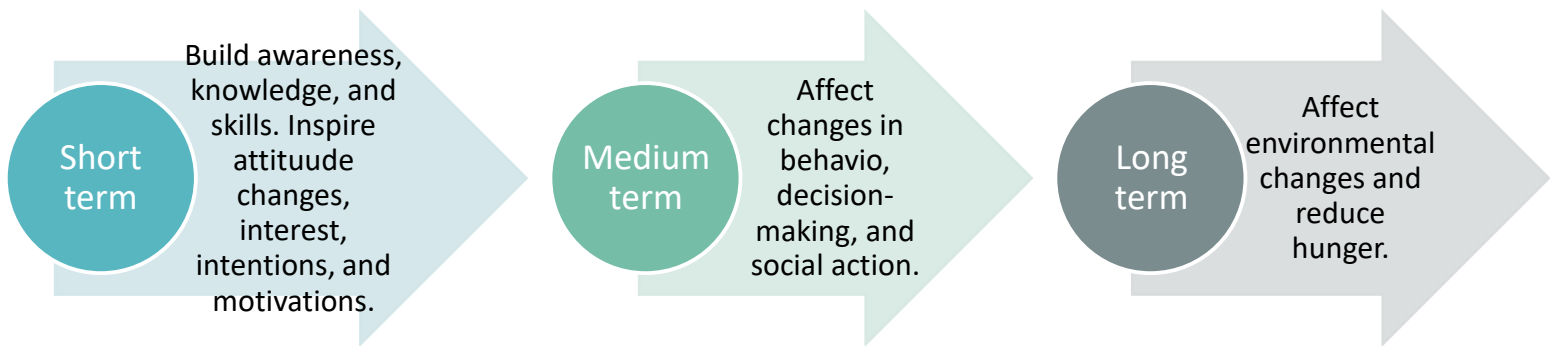 Short
term
Build awareness,
knowledge, and
skills. Inspire
attituude
changes,
interest,
intentions, and
motivations.
Medium
term
Affect
changes in
behavio,
decision-
making, and
social action.
Long
term
Affect
environmental
changes and
reduce
hunger.